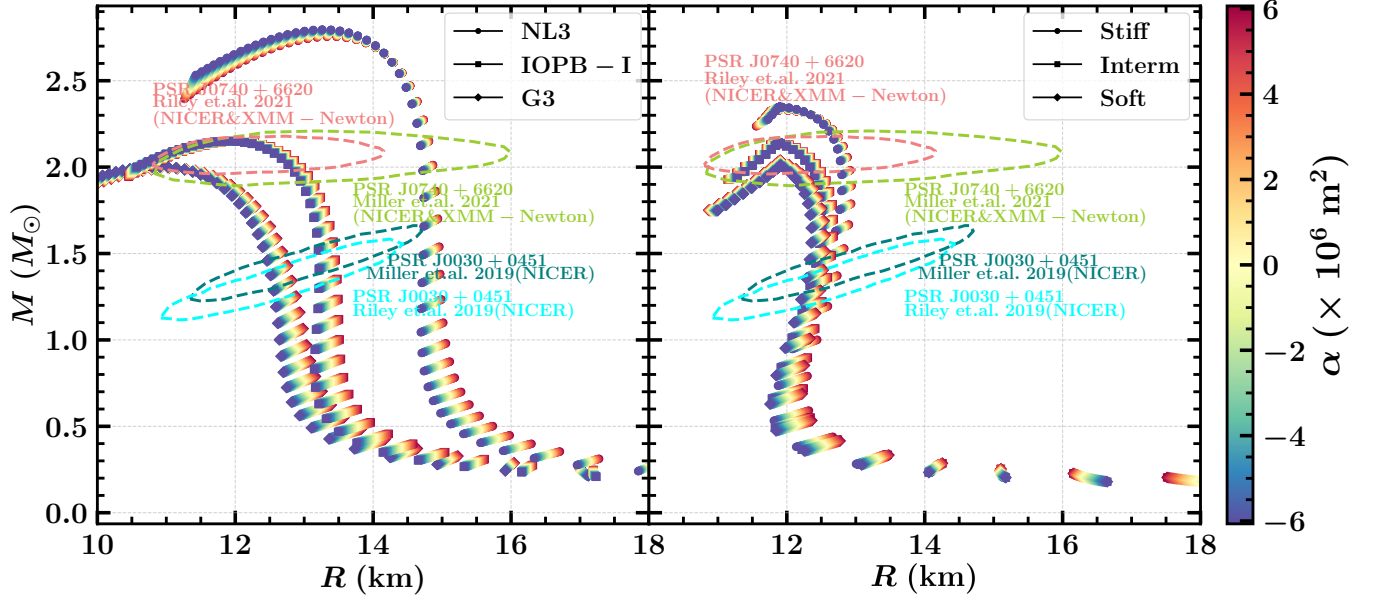 NL3
IOPB − I
G3
PSR J0740 + 6620
Riley et.al. 2021
(NICER&XMM − Newton)
PSR J0740 + 6620
Miller et.al. 2021
(NICER&XMM − Newton)
PSR J0030 + 0451
Miller et.al. 2019(NICER)
PSR J0030 + 0451
Riley et.al. 2019(NICER)
M (M⊙)
2.5
2.0
1.5
1.0
0.5
0.0
10 12 14 16 18
R (km)
Stiff
Interm
Soft
PSR J0740 + 6620
Riley et.al. 2021
(NICER&XMM − Newton)
PSR J0740 + 6620
Miller et.al. 2021
(NICER&XMM − Newton)
PSR J0030 + 0451
Miller et.al. 2019(NICER)
PSR J0030 + 0451
Riley et.al. 2019(NICER)
12 14 16 18
R (km)
6
4
2
0
−2
−4
−6
α (× 10⁶ m²)